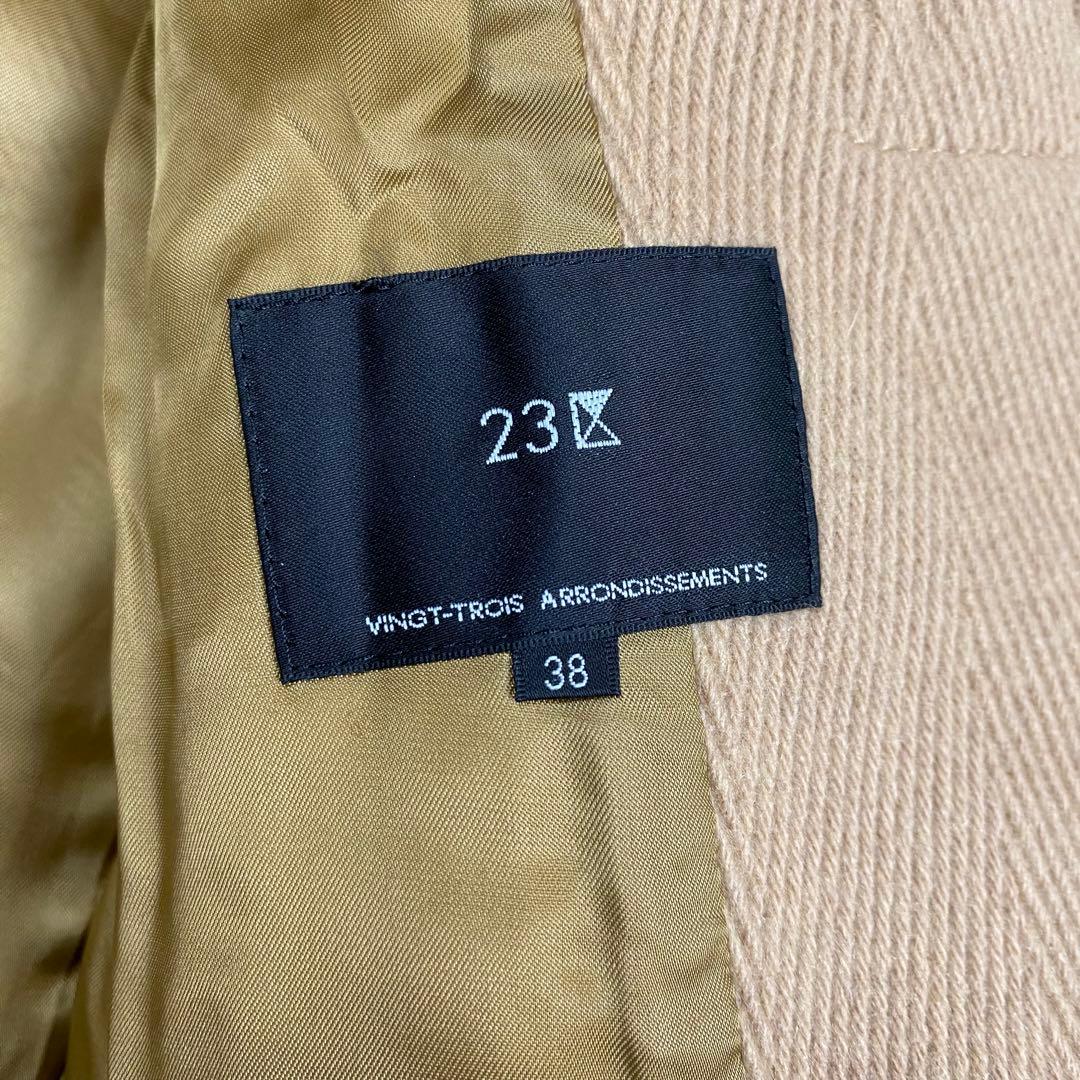 23区
VINGT-TROIS ARRONDISSEMENTS
38